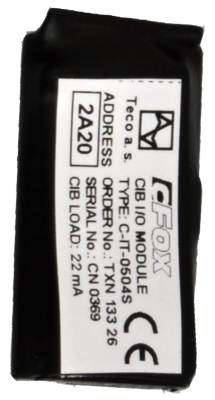 CFox
CIB I/O MODULE
TYPE: C-IT-0504S
ORDER NO.: TXN 133 26
SERIAL No.: CN 0369
CIB LOAD: 22 mA
CE
Teco a. s.
ADDRESS
2A20